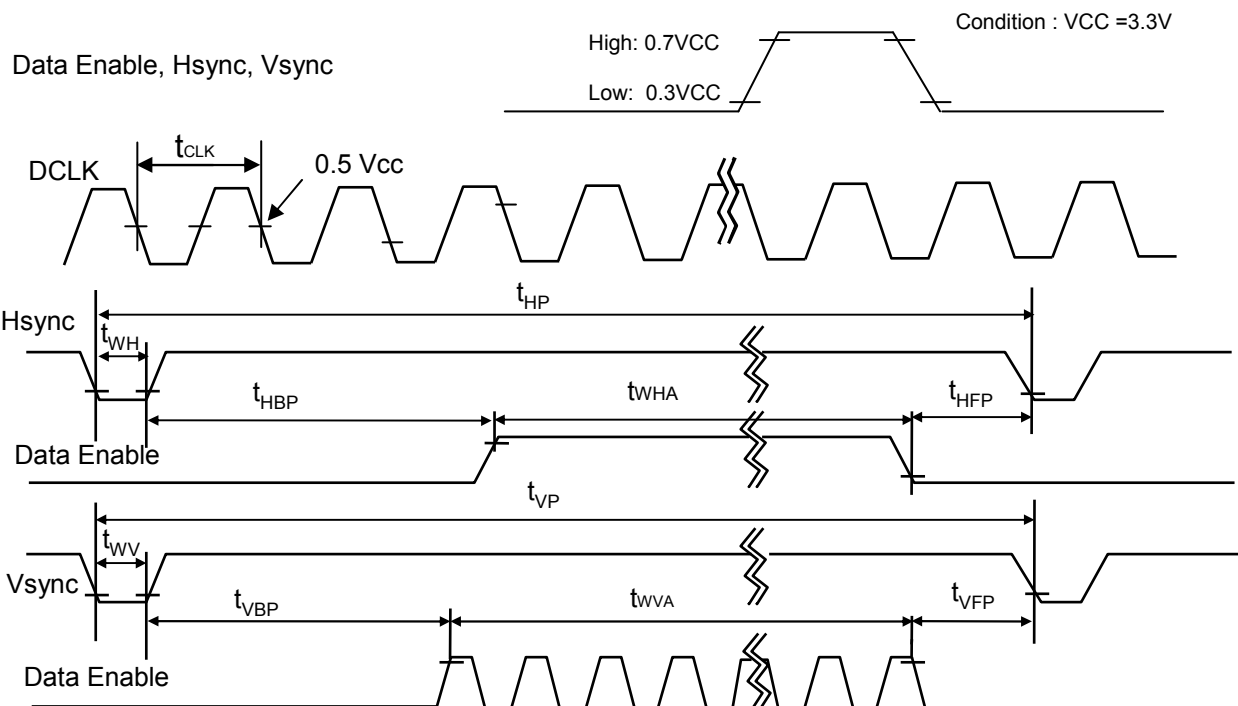 Condition : VCC =3.3V
High: 0.7VCC
Data Enable, Hsync, Vsync
Low: 0.3VCC
tCLK
0.5 Vcc
DCLK
tHP
Hsync
tWH
tHBP
tWHA
tHFP
Data Enable
tVP
tWV
Vsync
tVBP
tWVA
tVFP
Data Enable